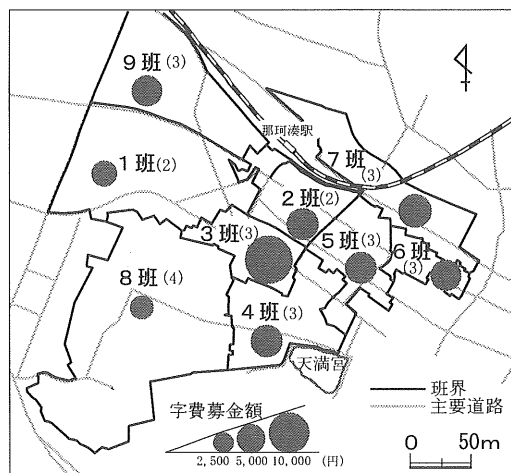 9班(3)
那珂湊駅
7班(3)
1班(2)
2班(2)
3班(3)
5班(3)
6班(3)
8班(4)
4班(3)
天満宮
班界
主要道路
字費募金額
2,500 5,000 10,000 (円)
0 50m